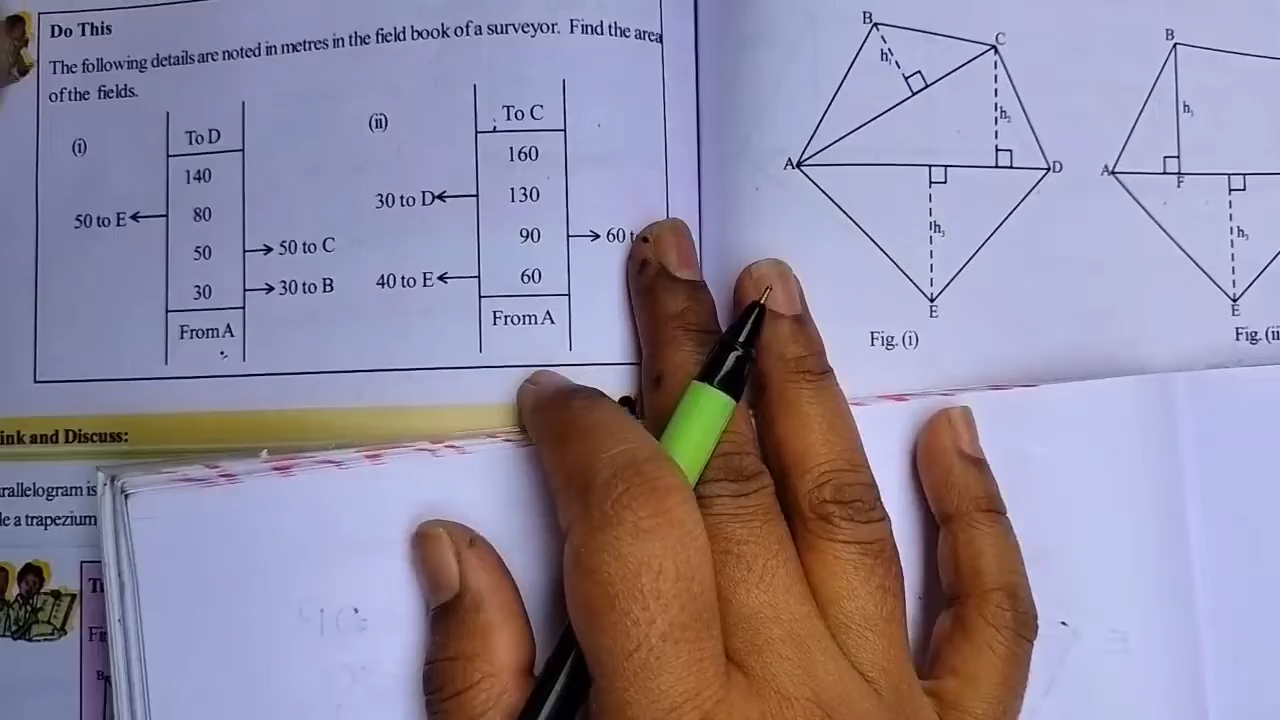 Do This
The following details are noted in metres in the field book of a surveyor. Find the area
of the fields.
(i)
To D
140
50 to E
80
50
50 to C
30
30 to B
From A
(ii)
To C
160
30 to D
130
90
60
40 to E
60
From A
ink and Discuss:
rallelogram is
le a trapezium
B
C
h₁
h₂
A
D
h₃
E
Fig. (i)
B
h₁
A
F
h₃
E
Fig. (ii